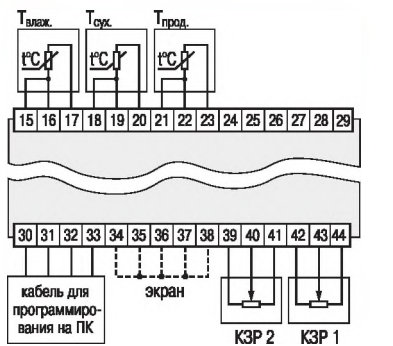 Tвлаж. Tсух. Tпрод.
t°C t°C t°C
15 16 17 18 19 20 21 22 23 24 25 26 27 28 29
30 31 32 33 34 35 36 37 38 39 40 41 42 43 44
кабель для
программиро-
вания на ПК
экран
КЗР 2 КЗР 1